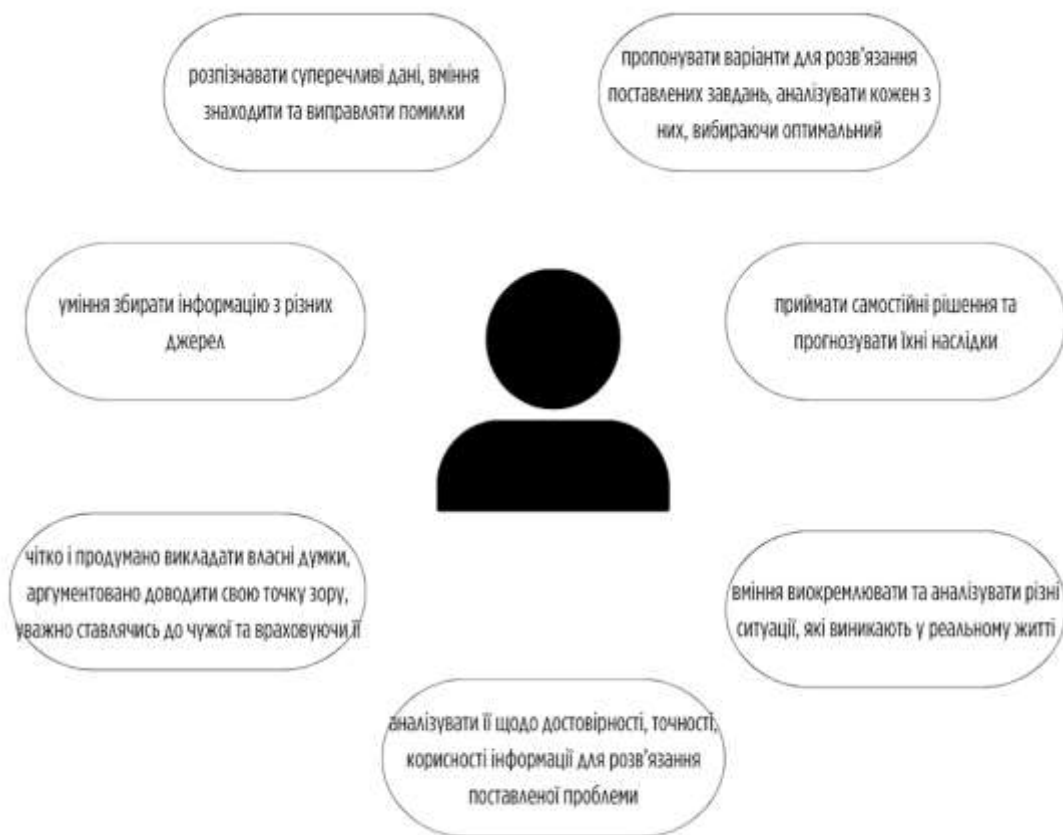 розпізнавати суперечливі дані, вміння
знаходити та виправляти помилки
пропонувати варіанти для розв'язання
поставлених завдань, аналізувати кожен з
них, вибираючи оптимальний
уміння збирати інформацію з різних
джерел
приймати самостійні рішення та
прогнозувати їхні наслідки
чітко і продумано викладати власні думки,
аргументовано доводити свою точку зору,
уважно ставлячись до чужої та враховуючи її
вміння виокремлювати та аналізувати різні
ситуації, які виникають у реальному житті
аналізувати її щодо достовірності, точності,
корисності інформації для розв'язання
поставленої проблеми